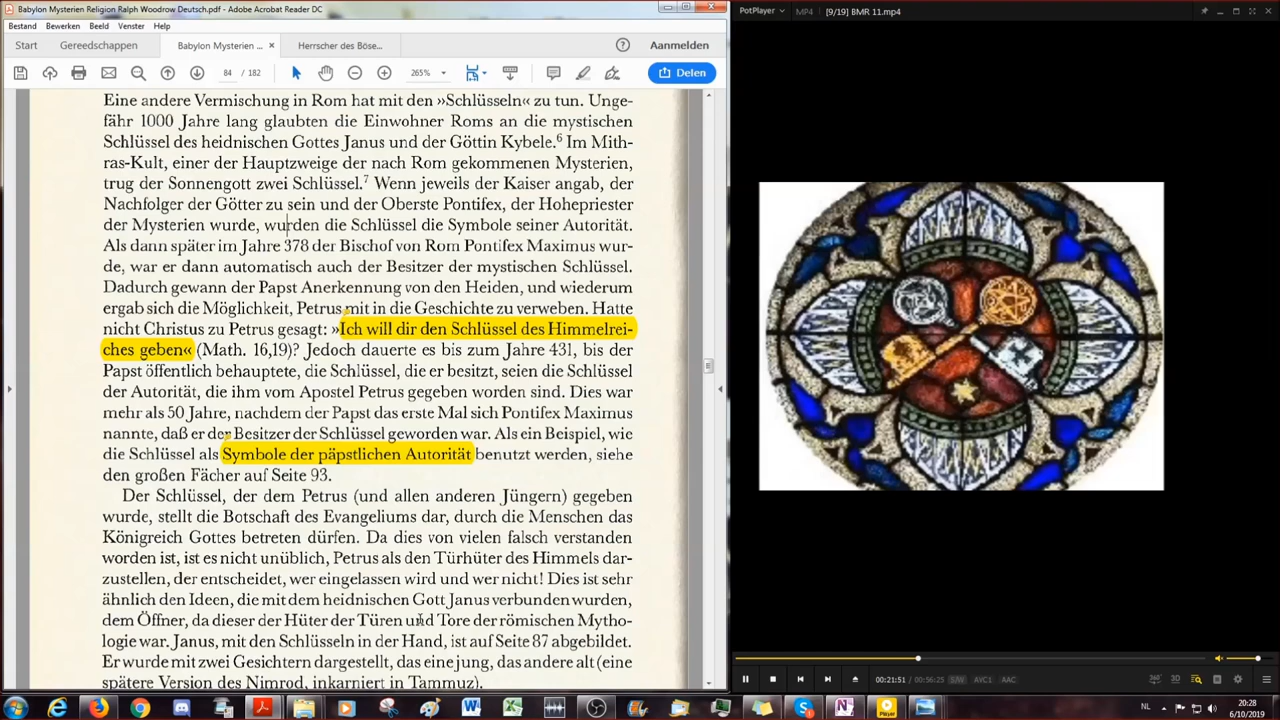 Babylon Mysterien Religion Ralph Woodrow Deutsch.pdf - Adobe Acrobat Reader DC
Bestand Bewerken Beeld Venster Help
Start Gereedschappen Babylon Mysterien ... × Herrscher des Böse... Aanmelden
84 / 182 265% Delen
Eine andere Vermischung in Rom hat mit den »Schlüsseln« zu tun. Unge-
fähr 1000 Jahre lang glaubten die Einwohner Roms an die mystischen
Schlüssel des heidnischen Gottes Janus und der Göttin Kybele.⁶ Im Mith-
ras-Kult, einer der Hauptzweige der nach Rom gekommenen Mysterien,
trug der Sonnengott zwei Schlüssel.⁷ Wenn jeweils der Kaiser angab, der
Nachfolger der Götter zu sein und der Oberste Pontifex, der Hohepriester
der Mysterien wurde, wurden die Schlüssel die Symbole seiner Autorität.
Als dann später im Jahre 378 der Bischof von Rom Pontifex Maximus wur-
de, war er dann automatisch auch der Besitzer der mystischen Schlüssel.
Dadurch gewann der Papst Anerkennung von den Heiden, und wiederum
ergab sich die Möglichkeit, Petrus mit in die Geschichte zu verweben. Hatte
nicht Christus zu Petrus gesagt: »Ich will dir den Schlüssel des Himmelrei-
ches geben« (Math. 16,19)? Jedoch dauerte es bis zum Jahre 431, bis der
Papst öffentlich behauptete, die Schlüssel, die er besitzt, seien die Schlüssel
der Autorität, die ihm vom Apostel Petrus gegeben worden sind. Dies war
mehr als 50 Jahre, nachdem der Papst das erste Mal sich Pontifex Maximus
nannte, daß er der Besitzer der Schlüssel geworden war. Als ein Beispiel, wie
die Schlüssel als Symbole der päpstlichen Autorität benutzt werden, siehe
den großen Fächer auf Seite 93.
Der Schlüssel, der dem Petrus (und allen anderen Jüngern) gegeben
wurde, stellt die Botschaft des Evangeliums dar, durch die Menschen das
Königreich Gottes betreten dürfen. Da dies von vielen falsch verstanden
worden ist, ist es nicht unüblich, Petrus als den Türhüter des Himmels dar-
zustellen, der entscheidet, wer eingelassen wird und wer nicht! Dies ist sehr
ähnlich den Ideen, die mit dem heidnischen Gott Janus verbunden wurden,
dem Öffner, da dieser der Hüter der Türen und Tore der römischen Mytho-
logie war. Janus, mit den Schlüsseln in der Hand, ist auf Seite 87 abgebildet.
Er wurde mit zwei Gesichtern dargestellt, das eine jung, das andere alt (eine
spätere Version des Nimrod, inkarniert in Tammuz).
PotPlayer MP4 [9/19] BMR 11.mp4
00:21:51 / 00:56:25 S/W AVC1 AAC
360° 3D
NL 20:28
6/10/2019